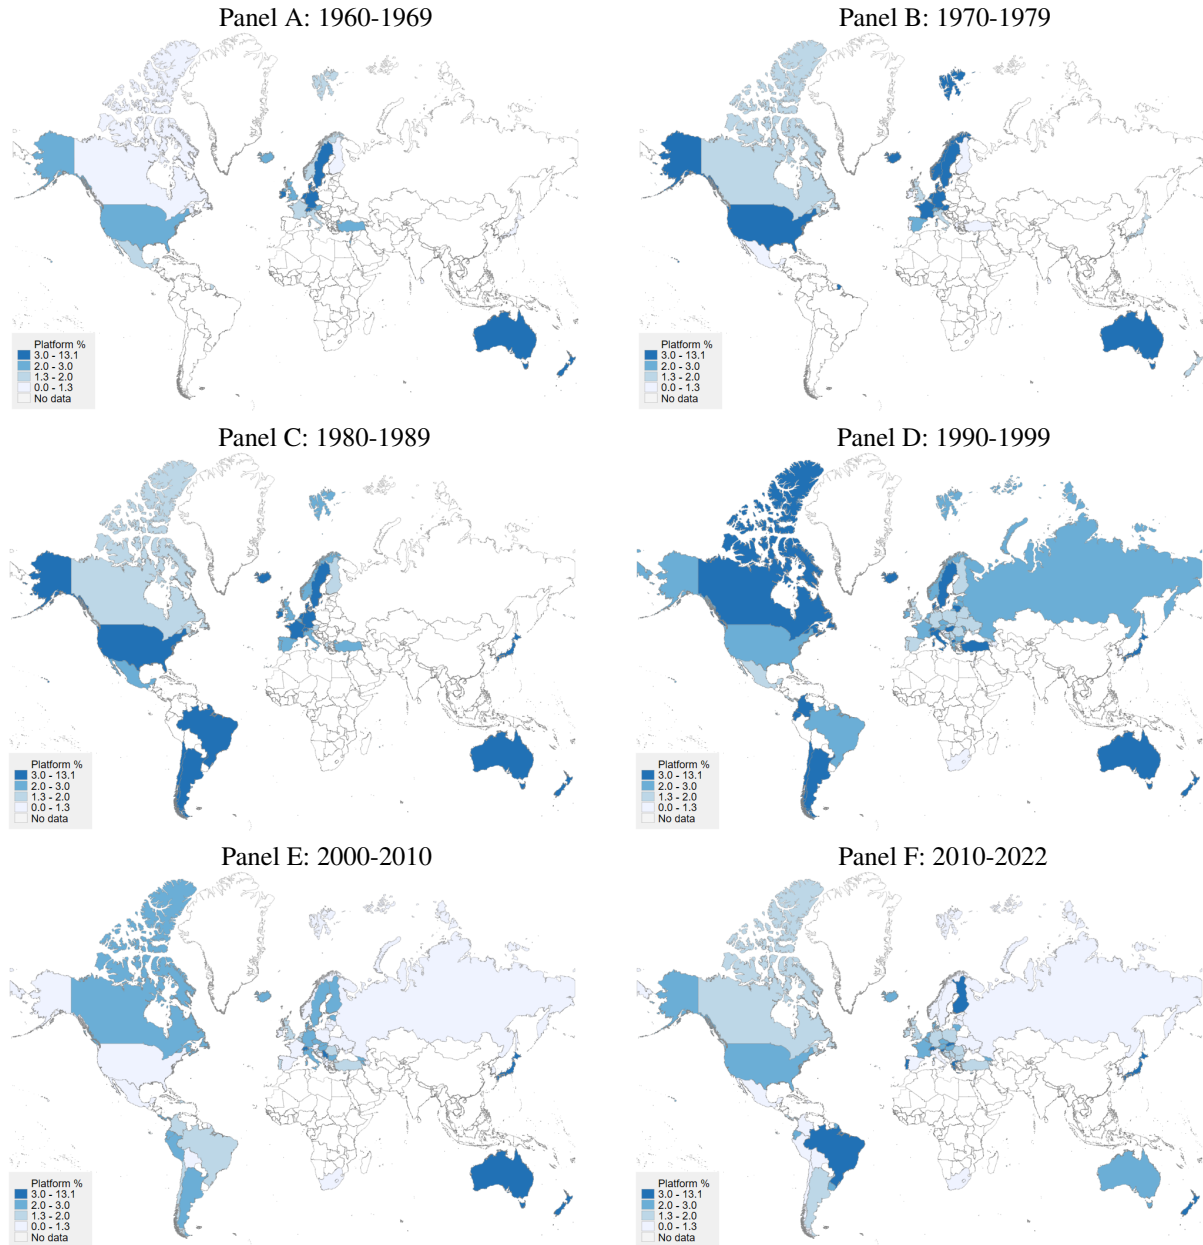 Panel A: 1960-1969
Panel B: 1970-1979
Platform %
3.0 - 13.1
2.0 - 3.0
1.3 - 2.0
0.0 - 1.3
No data
Platform %
3.0 - 13.1
2.0 - 3.0
1.3 - 2.0
0.0 - 1.3
No data
Panel C: 1980-1989
Panel D: 1990-1999
Platform %
3.0 - 13.1
2.0 - 3.0
1.3 - 2.0
0.0 - 1.3
No data
Platform %
3.0 - 13.1
2.0 - 3.0
1.3 - 2.0
0.0 - 1.3
No data
Panel E: 2000-2010
Panel F: 2010-2022
Platform %
3.0 - 13.1
2.0 - 3.0
1.3 - 2.0
0.0 - 1.3
No data
Platform %
3.0 - 13.1
2.0 - 3.0
1.3 - 2.0
0.0 - 1.3
No data